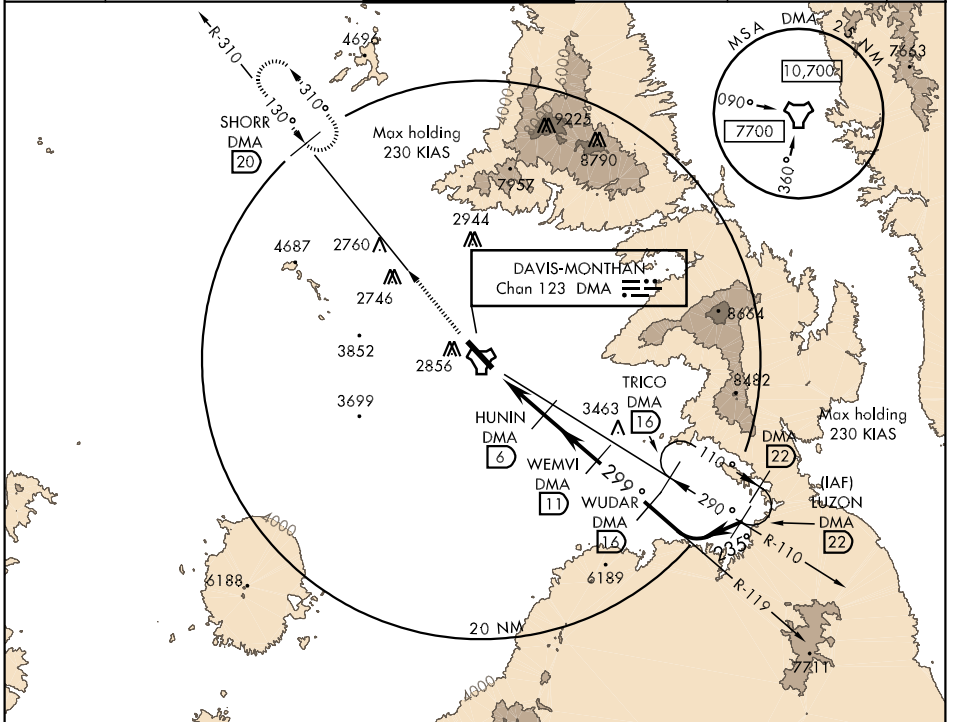 R-310
4696
310°
130°
SHORR
DMA
20
Max holding
230 KIAS
4000
4000
9225
8790
7957
MSA DMA 25 NM
10,700
090°
7700
360°
7663
4687
2760
2944
2746
DAVIS-MONTHAN
Chan 123 DMA
3852
2856
3699
8664
8482
TRICO
DMA
16
3463
HUNIN
DMA
6
WEMVI
DMA
11
299°
WUDAR
DMA
16
110°
290°
Max holding
230 KIAS
DMA
22
(IAF)
LUZON
DMA
22
235°
R-110
R-119
4000
6188
6189
20 NM
7711
4000